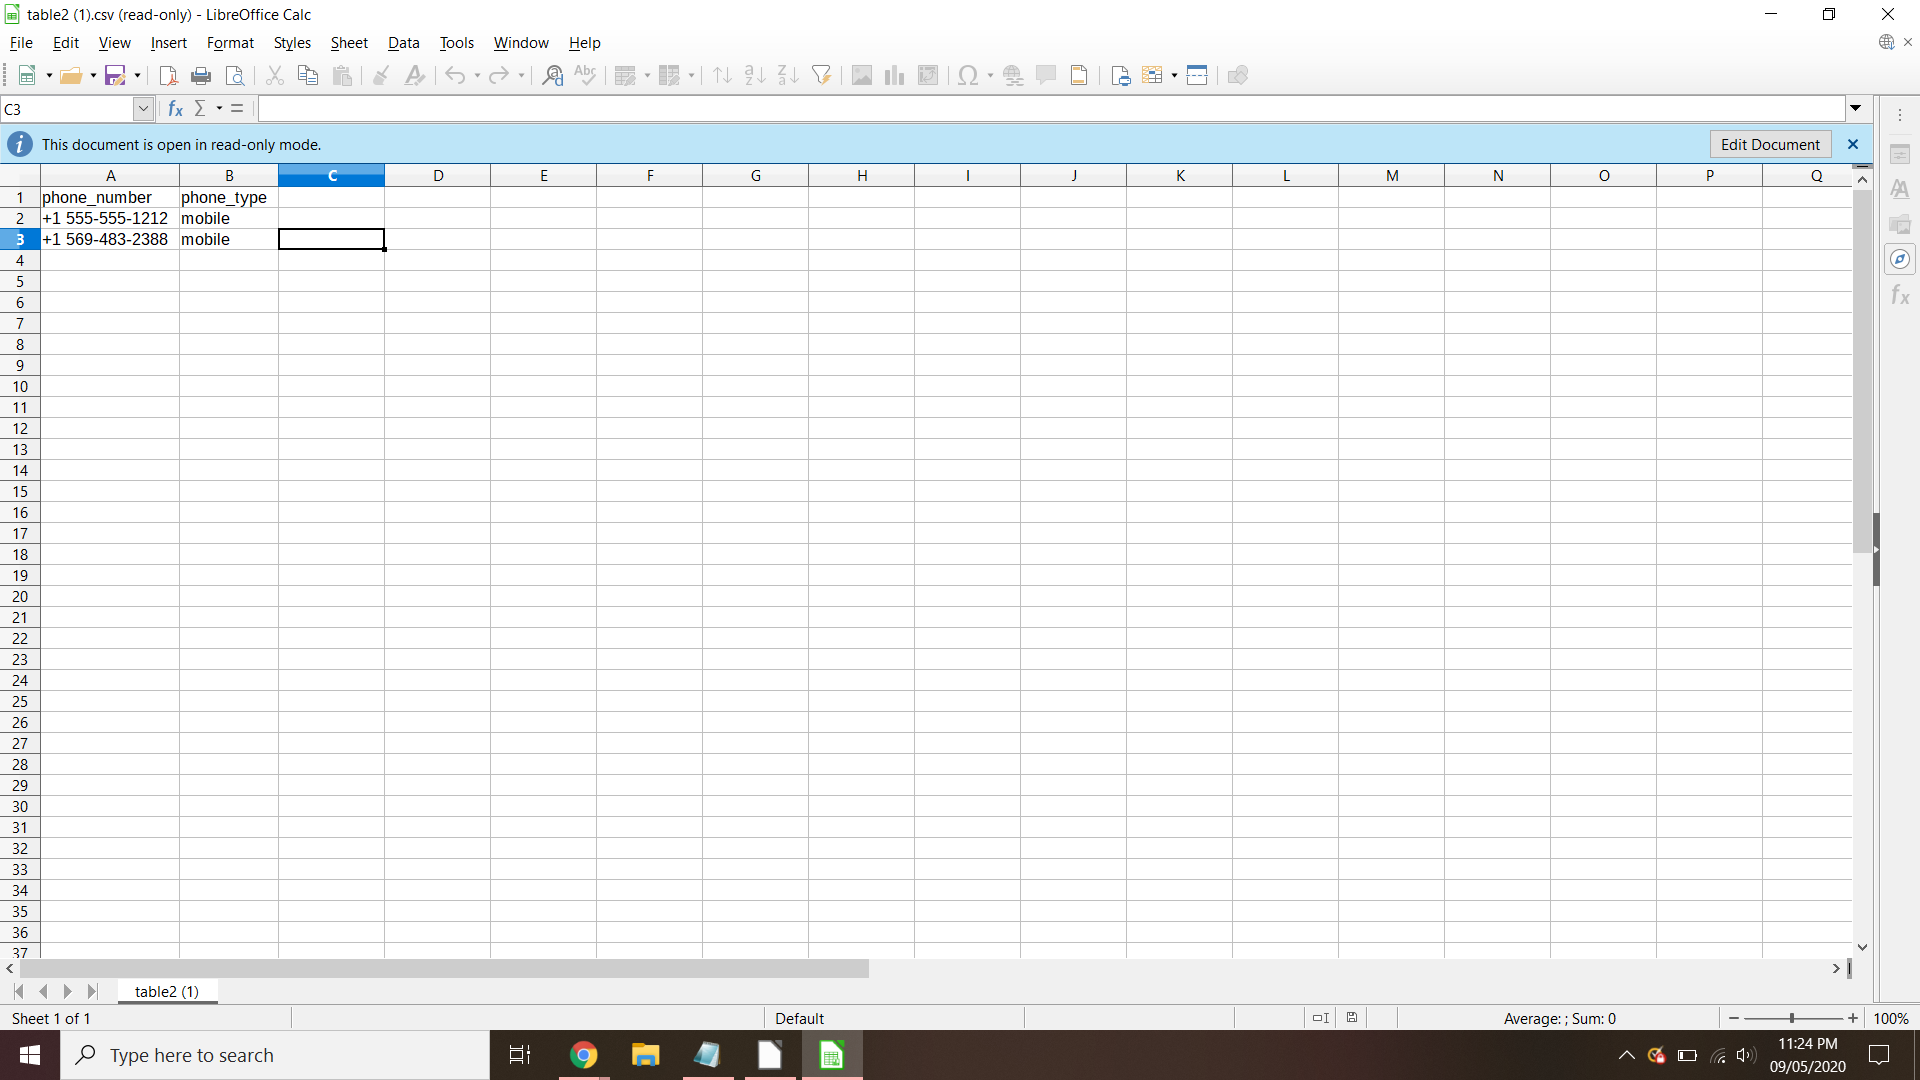 table2 (1).csv (read-only) - LibreOffice Calc
File Edit View Insert Format Styles Sheet Data Tools Window Help
C3
This document is open in read-only mode.
Edit Document
A B C D E F G H I J K L M N O P Q
1 phone_number phone_type
2 +1 555-555-1212 mobile
3 +1 569-483-2388 mobile
4
5
6
7
8
9
10
11
12
13
14
15
16
17
18
19
20
21
22
23
24
25
26
27
28
29
30
31
32
33
34
35
36
37
table2 (1)
Sheet 1 of 1 Default Average: ; Sum: 0 100%
Type here to search
11:24 PM
09/05/2020